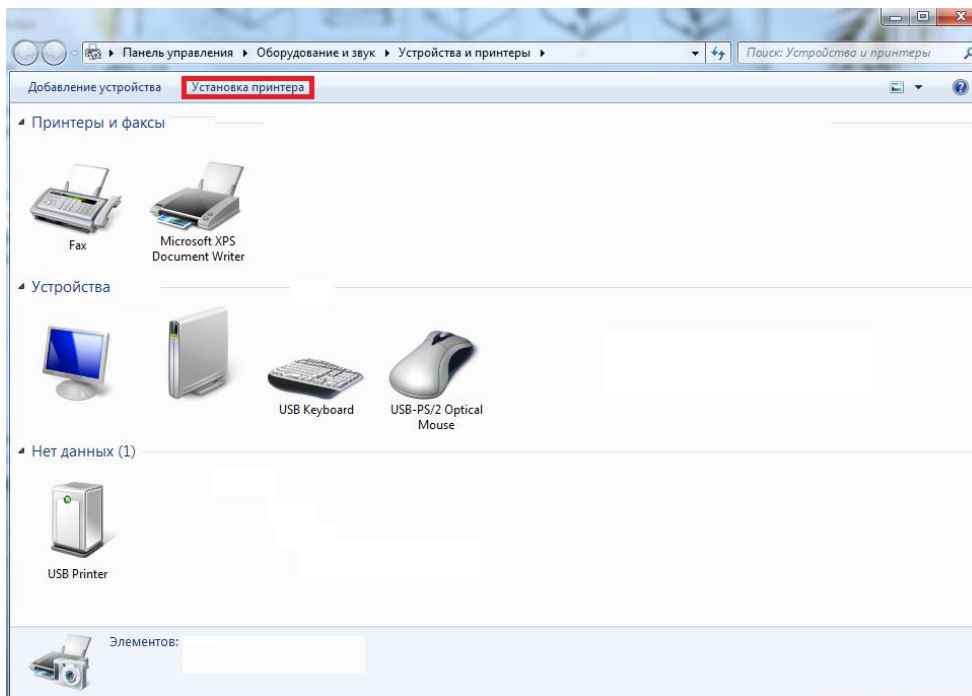 Панель управления Оборудование и звук Устройства и принтеры Поиск: Устройства и принтеры
Добавление устройства Установка принтера
Принтеры и факсы
Fax
Microsoft XPS
Document Writer
Устройства
USB Keyboard
USB-PS/2 Optical
Mouse
Нет данных (1)
USB Printer
Элементов: